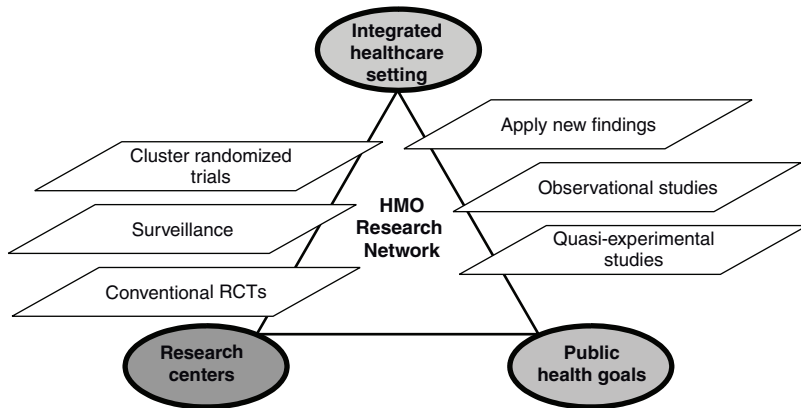 Integrated
healthcare
setting
Apply new findings
Cluster randomized
trials
Observational studies
HMO
Research
Network
Surveillance
Quasi-experimental
studies
Conventional RCTs
Research
centers
Public
health goals